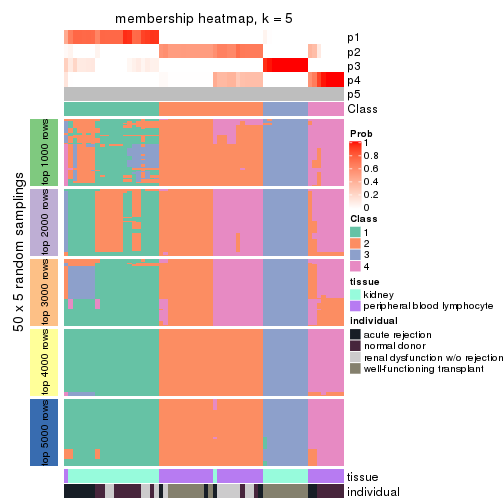 membership heatmap, k = 5
p1
p2
p3
p4
p5
Class
50 x 5 random samplings
top 1000 rows
top 2000 rows
top 3000 rows
top 4000 rows
top 5000 rows
tissue
individual
Prob
1
0.8
0.6
0.4
0.2
0
Class
1
2
3
4
tissue
kidney
peripheral blood lymphocyte
individual
acute rejection
normal donor
renal dysfunction w/o rejection
well-functioning transplant